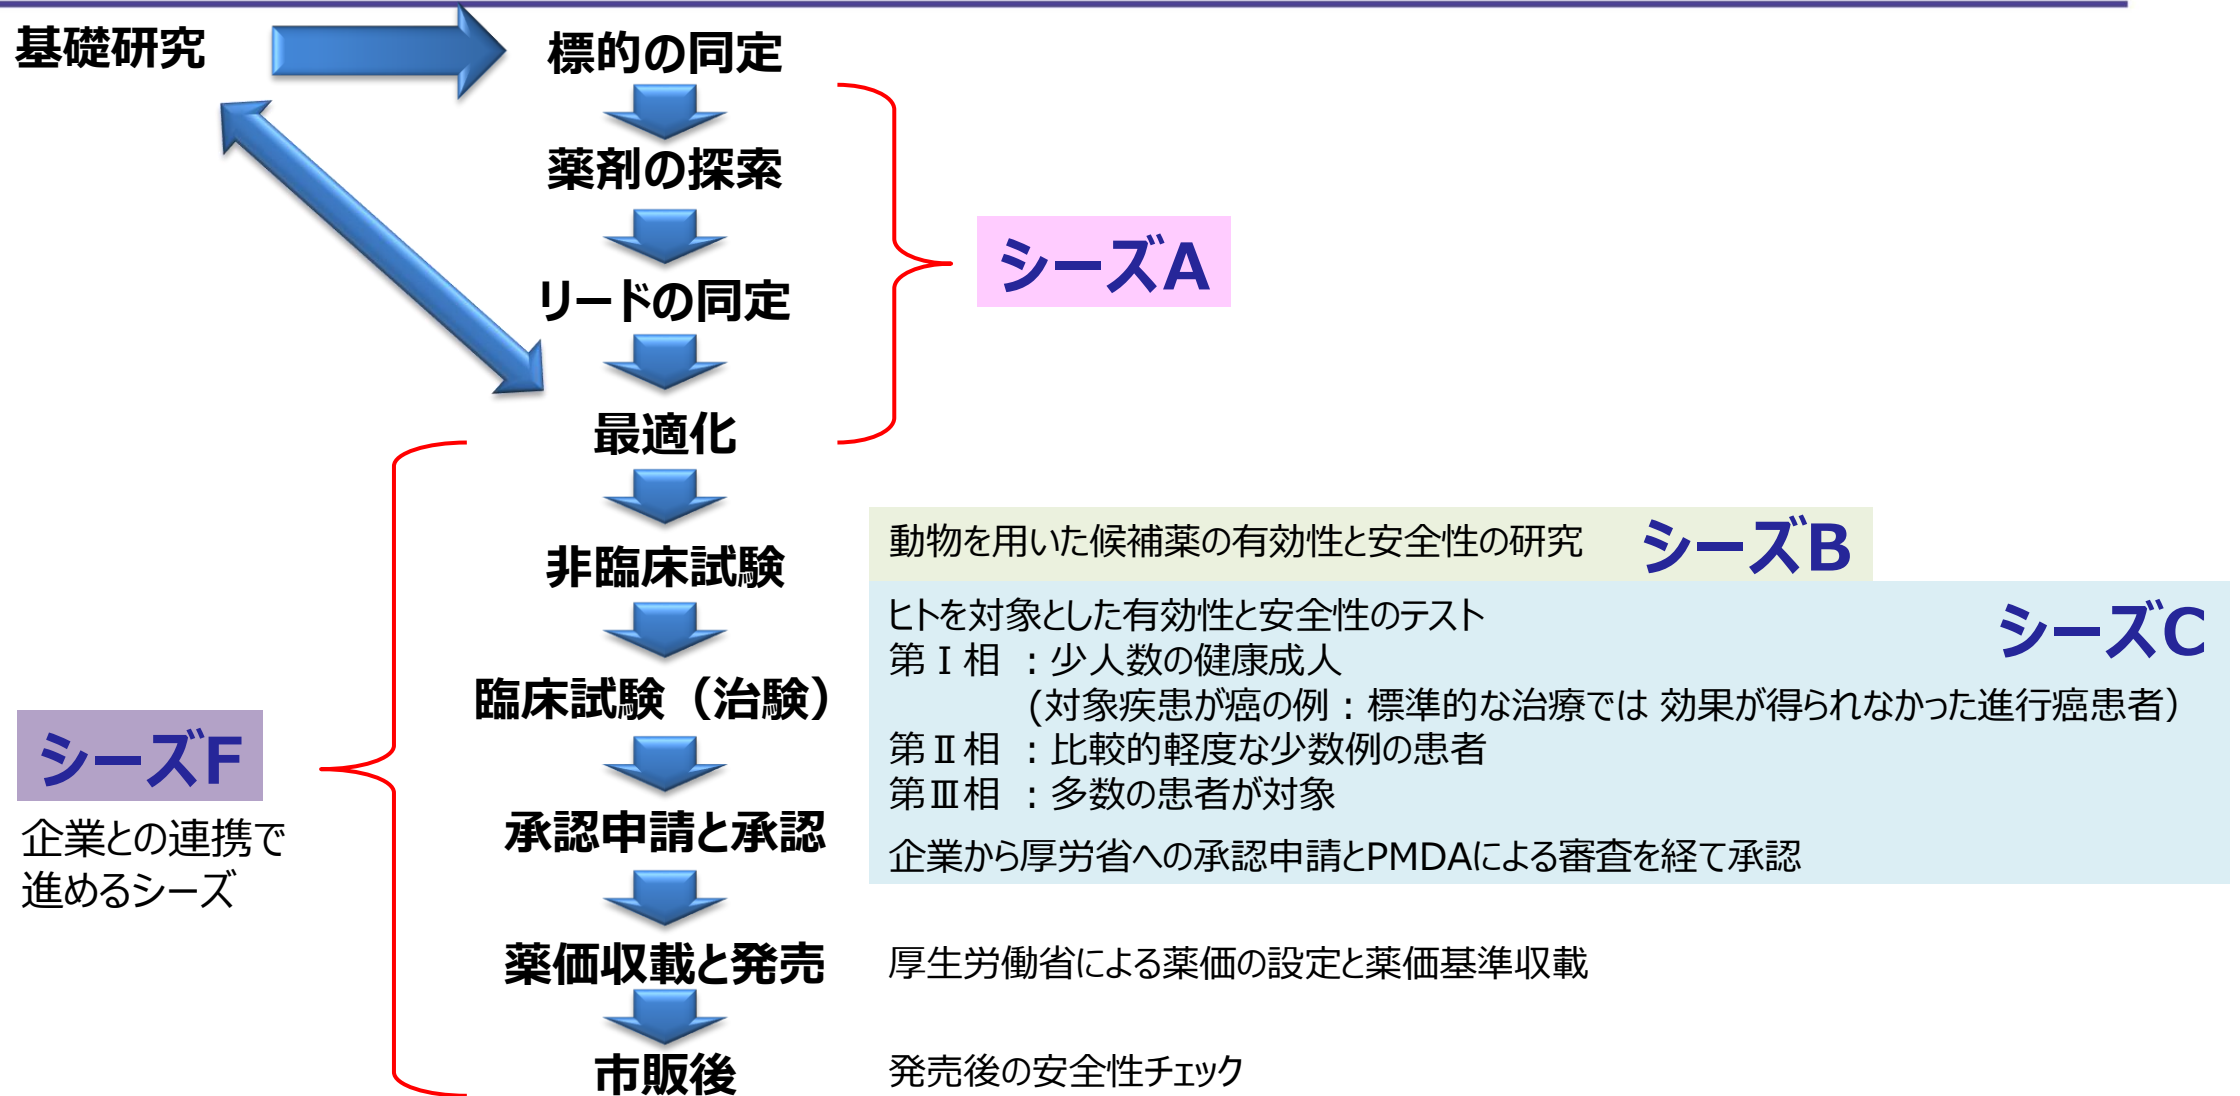 基礎研究
標的の同定
薬剤の探索
リードの同定
最適化
シーズA
非臨床試験
動物を用いた候補薬の有効性と安全性の研究
シーズB
臨床試験（治験）
ヒトを対象とした有効性と安全性のテスト
シーズC
第Ⅰ相 ：少人数の健康成人
(対象疾患が癌の例：標準的な治療では 効果が得られなかった進行癌患者）
第Ⅱ相 ：比較的軽度な少数例の患者
第Ⅲ相 ：多数の患者が対象
承認申請と承認
企業から厚労省への承認申請とPMDAによる審査を経て承認
シーズF
企業との連携で
進めるシーズ
薬価収載と発売
厚生労働省による薬価の設定と薬価基準収載
市販後
発売後の安全性チェック